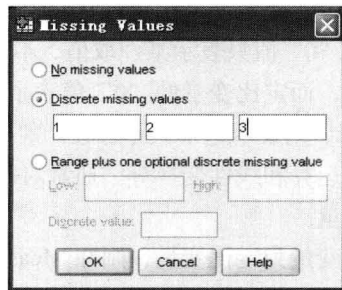 Missing Values
No missing values
Discrete missing values
1 2 3
Range plus one optional discrete missing value
Low: High:
Discrete value:
OK Cancel Help